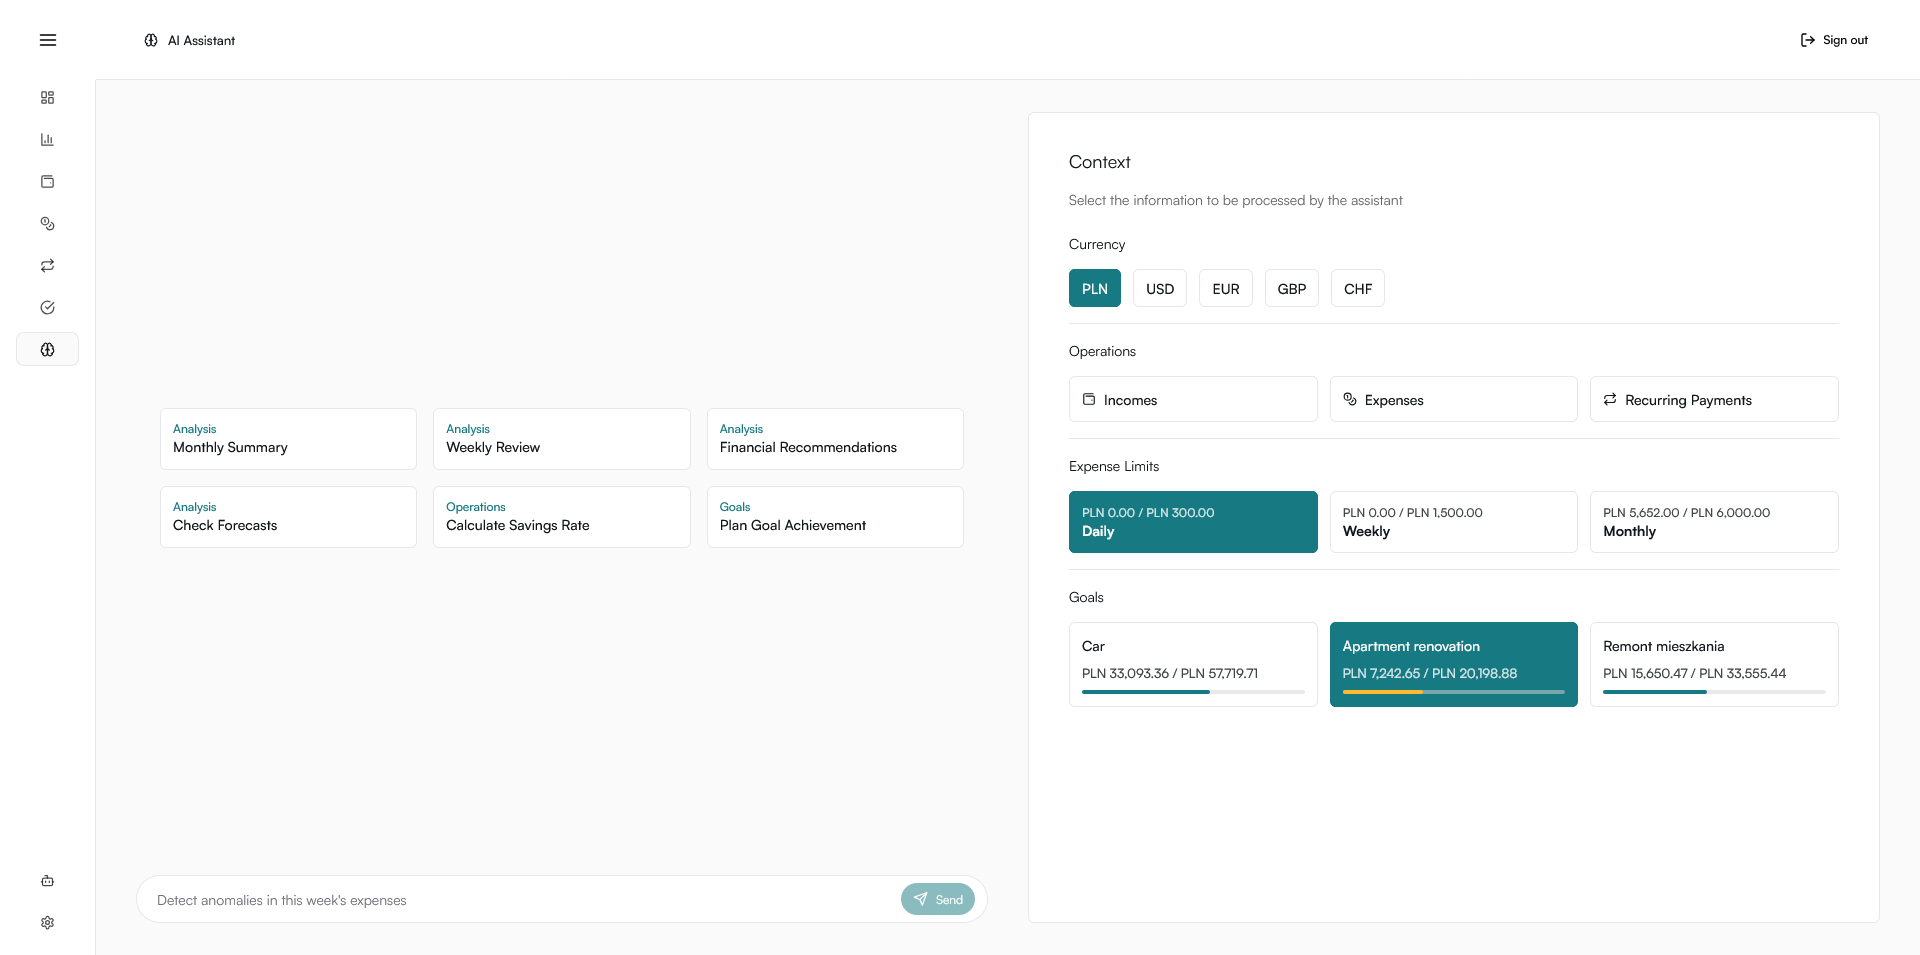 AI Assistant
Sign out
Analysis
Monthly Summary
Analysis
Weekly Review
Analysis
Financial Recommendations
Analysis
Check Forecasts
Operations
Calculate Savings Rate
Goals
Plan Goal Achievement
Detect anomalies in this week's expenses
Send
Context
Select the information to be processed by the assistant
Currency
PLN
USD
EUR
GBP
CHF
Operations
Incomes
Expenses
Recurring Payments
Expense Limits
PLN 0.00 / PLN 300.00
Daily
PLN 0.00 / PLN 1,500.00
Weekly
PLN 5,652.00 / PLN 6,000.00
Monthly
Goals
Car
PLN 33,093.36 / PLN 57,719.71
Apartment renovation
PLN 7,242.65 / PLN 20,198.88
Remont mieszkania
PLN 15,650.47 / PLN 33,555.44